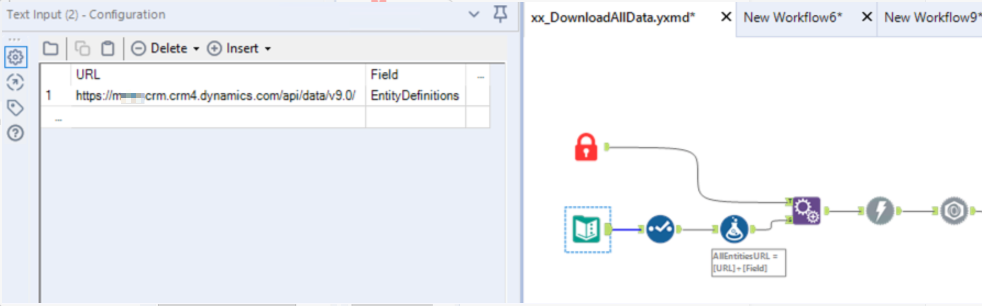 Text Input (2) - Configuration
Delete
Insert
URL
Field
...
1
https://m
crm.crm4.dynamics.com/api/data/v9.0/
EntityDefinitions
xx_DownloadAllData.yxmd*
New Workflow6*
New Workflow9*
AllEntitiesURL =
[URL]+[Field]